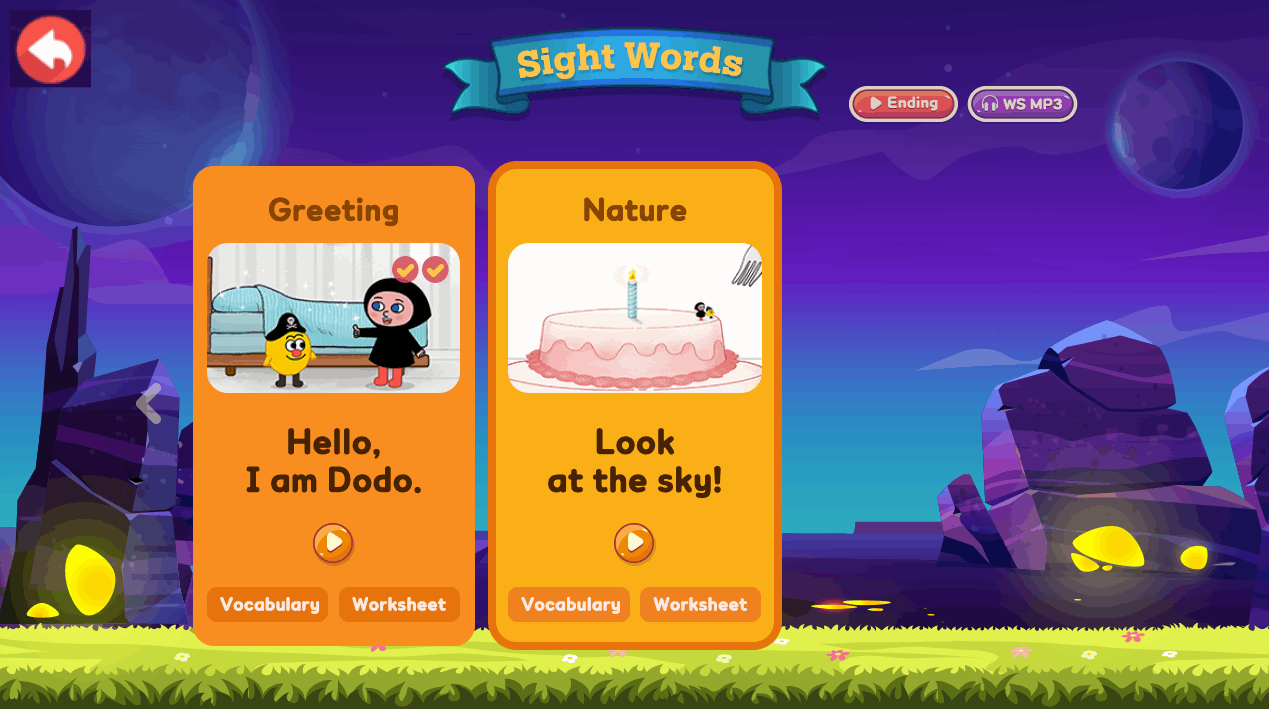 Sight Words
Ending
WS MP3
Greeting
Hello,
I am Dodo.
Vocabulary
Worksheet
Nature
Look
at the sky!
Vocabulary
Worksheet